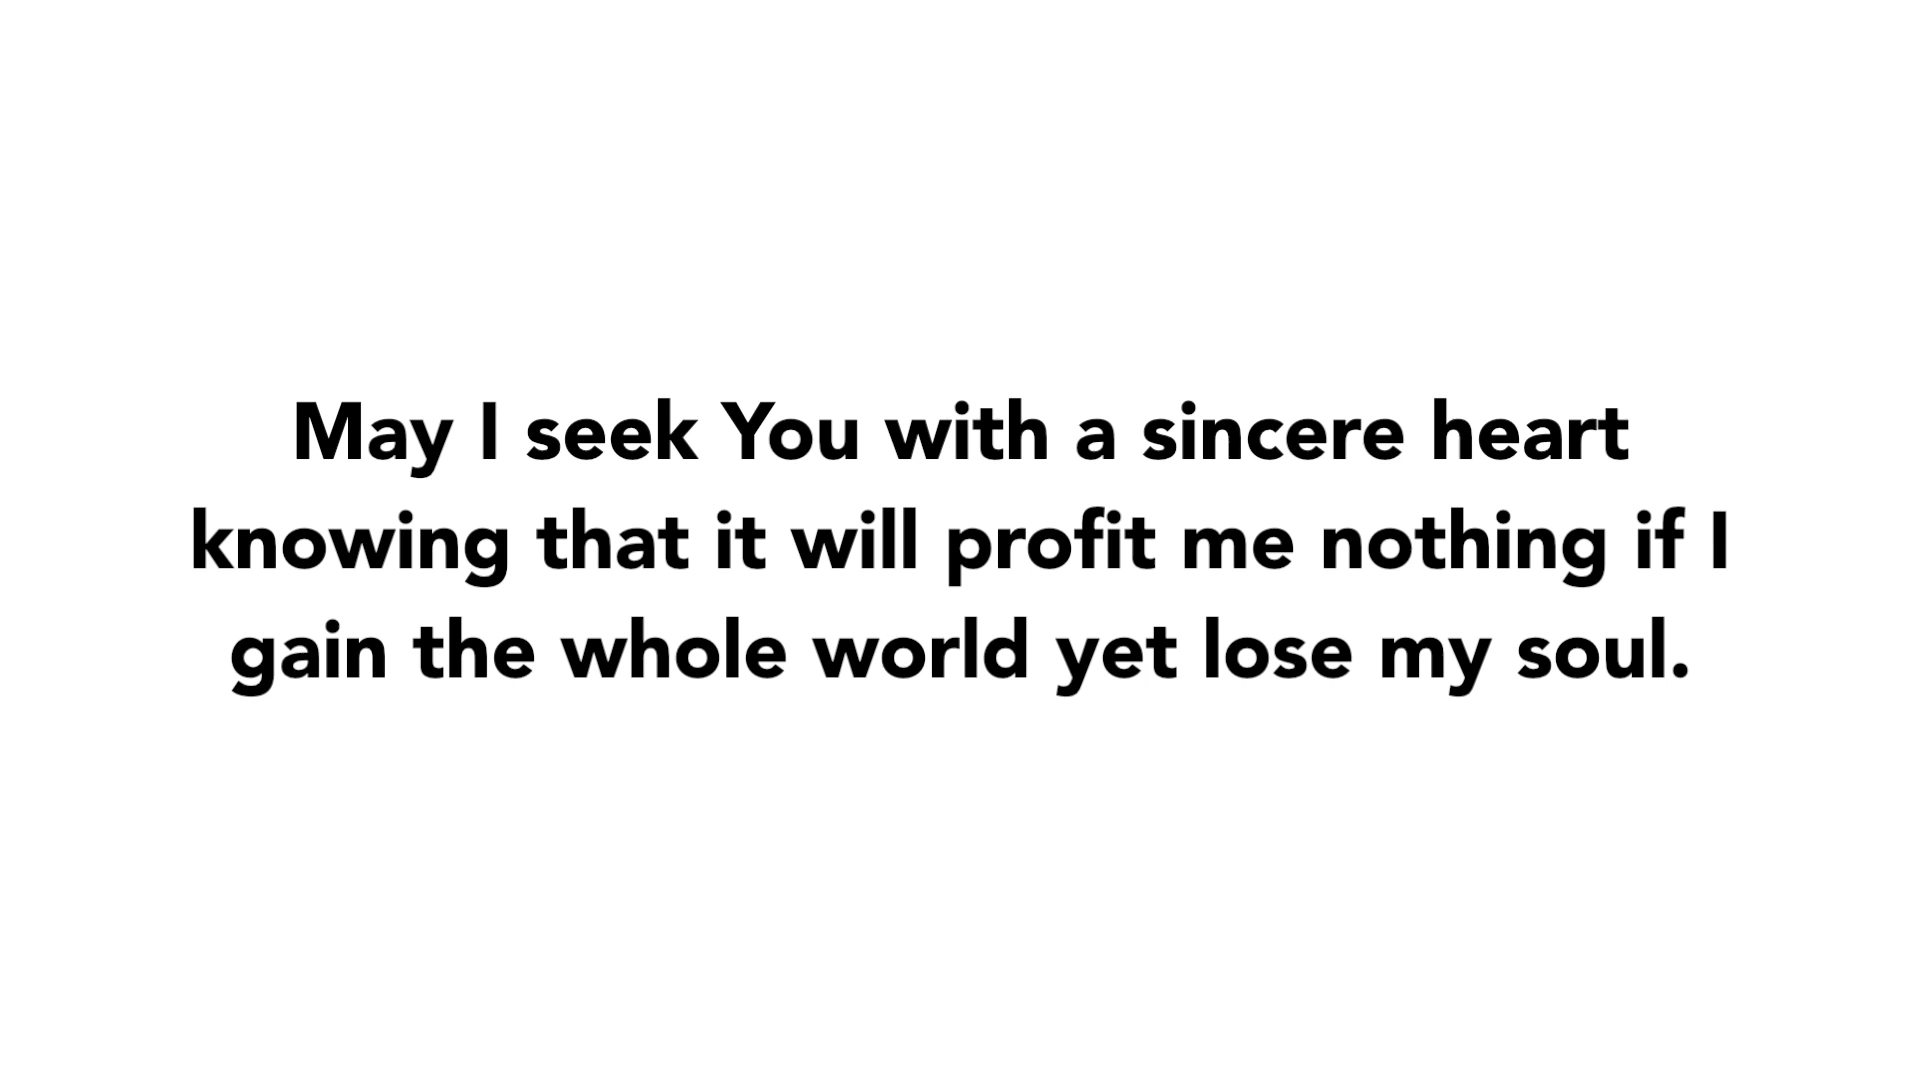 May I seek You with a sincere heart
knowing that it will profit me nothing if I
gain the whole world yet lose my soul.